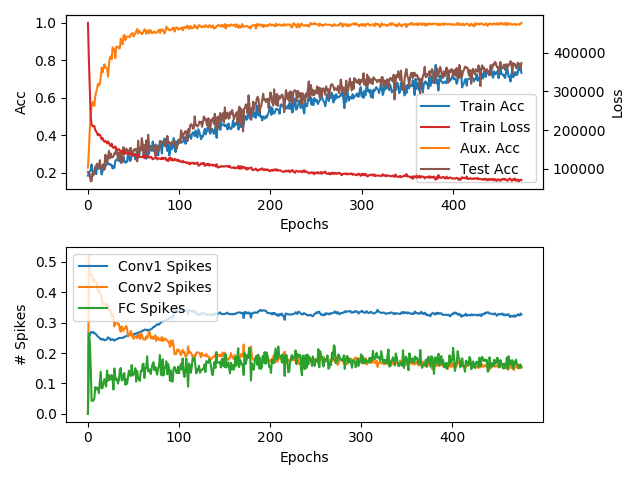 1.0
0.8
0.6
0.4
0.2
Acc
400000
300000
200000
100000
Loss
Train Acc
Train Loss
Aux. Acc
Test Acc
0 100 200 300 400
Epochs
0.5
0.4
0.3
0.2
0.1
0.0
# Spikes
Conv1 Spikes
Conv2 Spikes
FC Spikes
0 100 200 300 400
Epochs